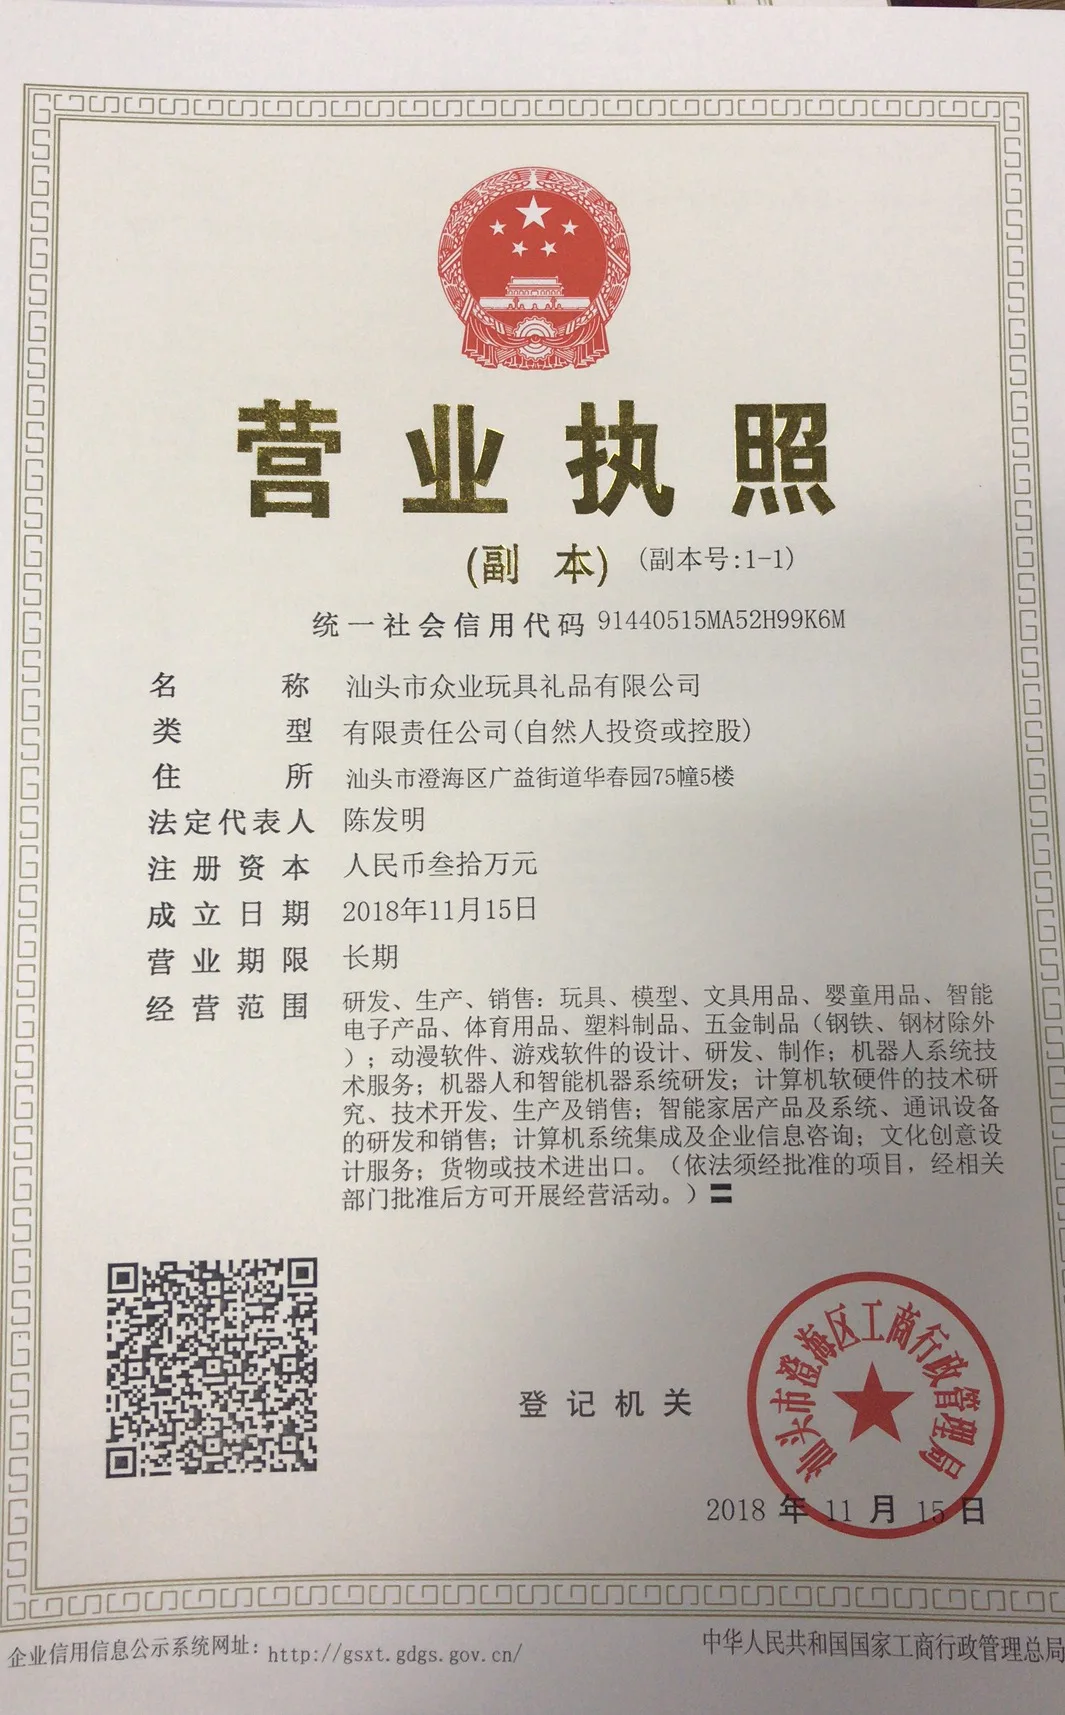 营业执照
(副 本) (副本号:1-1)
统一社会信用代码 91440515MA52H99K6M
名称 汕头市众业玩具礼品有限公司
类型 有限责任公司(自然人投资或控股)
住所 汕头市澄海区广益街道华春园75幢5楼
法定代表人 陈发明
注册资本 人民币叁拾万元
成立日期 2018年11月15日
营业期限 长期
经营范围 研发、生产、销售：玩具、模型、文具用品、婴童用品、智能
电子产品、体育用品、塑料制品、五金制品（钢铁、钢材除外
）；动漫软件、游戏软件的设计、研发、制作；机器人系统技
术服务；机器人和智能机器系统研发；计算机软硬件的技术研
究、技术开发、生产及销售；智能家居产品及系统、通讯设备
的研发和销售；计算机系统集成及企业信息咨询；文化创意设
计服务；货物或技术进出口。（依法须经批准的项目，经相关
部门批准后方可开展经营活动。）〓
汕头市澄海区工商行政管理局
登记机关
2018 年 11 月 15 日
企业信用信息公示系统网址：http://gsxt.gdgs.gov.cn/
中华人民共和国国家工商行政管理总局